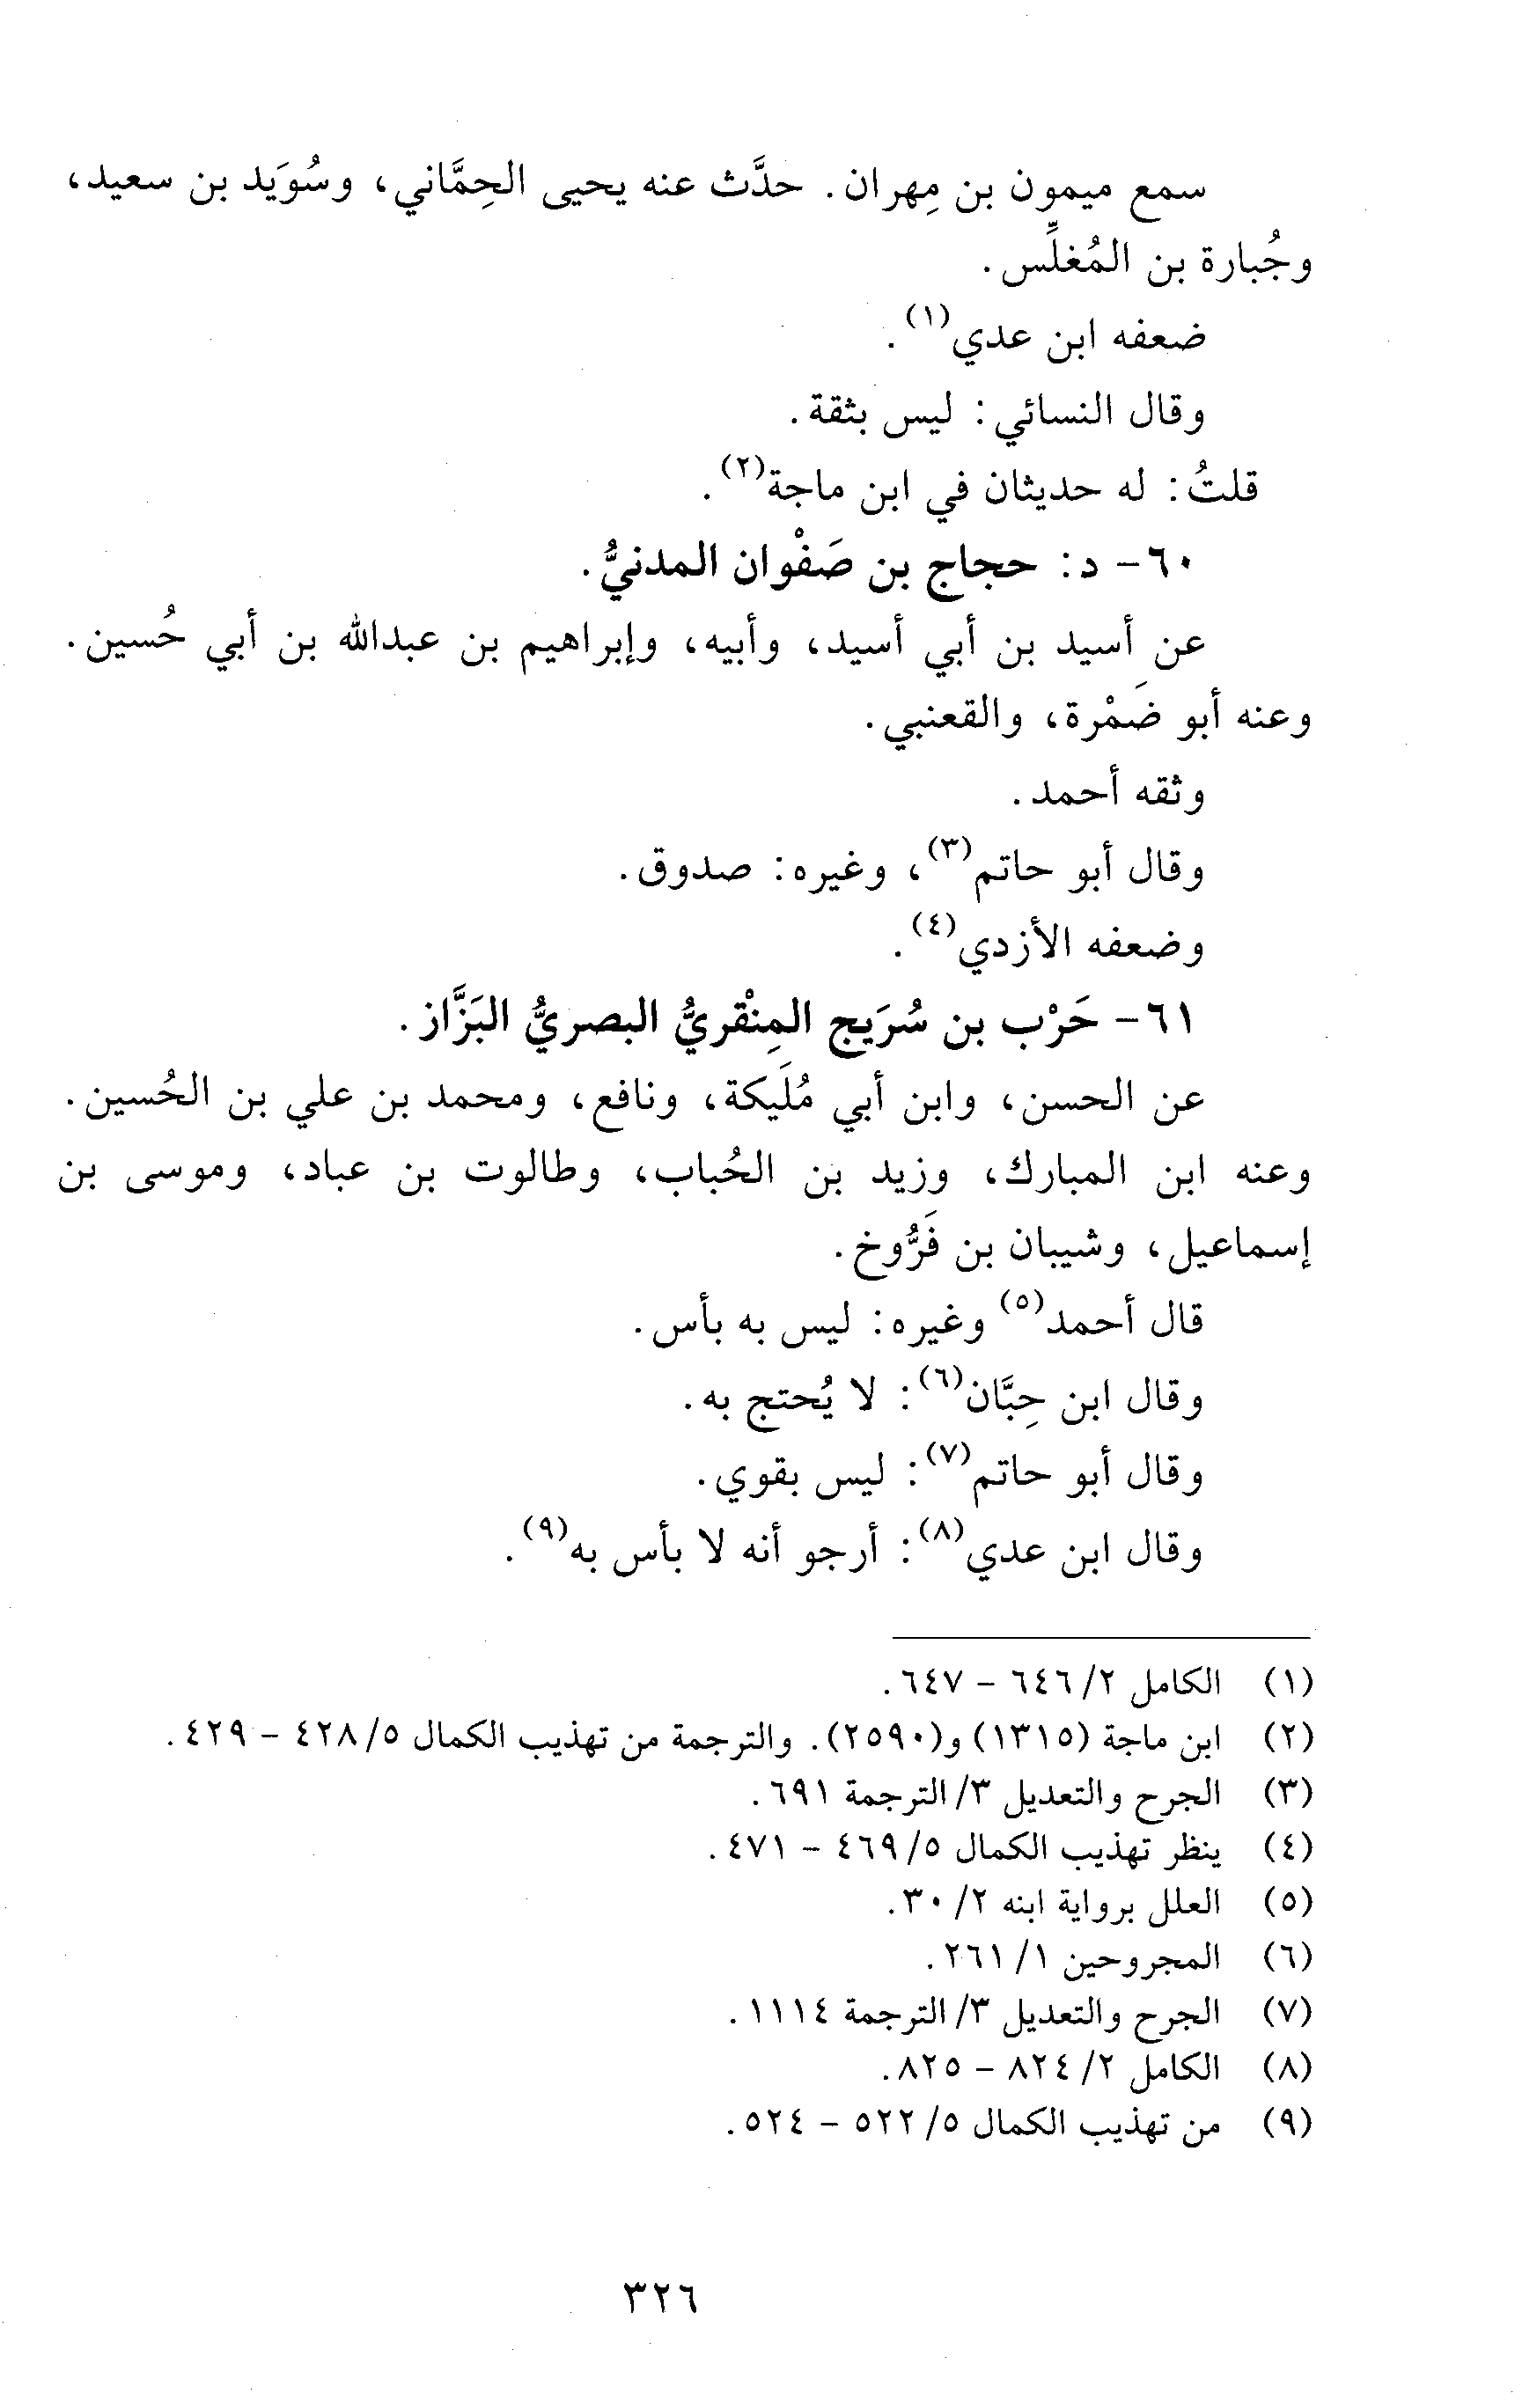 سمع ميمون بن مِهران. حدَّث عنه يحيى الحِمَّاني، وسُوَيد بن سعيد،
وجُبارة بن المُغلِّس.
ضعفه ابن عدي(١).
وقال النسائي: ليس بثقة.
قلتُ: له حديثان في ابن ماجة(٢).
٦٠- د: حجاج بن صَفْوان المدنيُّ.
عن أسيد بن أبي أسيد، وأبيه، وإبراهيم بن عبدالله بن أبي حُسين.
وعنه أبو ضَمْرة، والقعنبي.
وثقه أحمد.
وقال أبو حاتم(٣)، وغيره: صدوق.
وضعفه الأزدي(٤).
٦١- حَرْب بن سُرَيج المِنْقريُّ البصريُّ البَزَّاز.
عن الحسن، وابن أبي مُلَيكة، ونافع، ومحمد بن علي بن الحُسين.
وعنه ابن المبارك، وزيد بن الحُباب، وطالوت بن عباد، وموسى بن
إسماعيل، وشيبان بن فَرُّوخ.
قال أحمد(٥) وغيره: ليس به بأس.
وقال ابن حِبَّان(٦): لا يُحتج به.
وقال أبو حاتم(٧): ليس بقوي.
وقال ابن عدي(٨): أرجو أنه لا بأس به(٩).
(١) الكامل ٢/ ٦٤٦ - ٦٤٧.
(٢) ابن ماجة (١٣١٥) و(٢٥٩٠). والترجمة من تهذيب الكمال ٥/ ٤٢٨ - ٤٢٩.
(٣) الجرح والتعديل ٣/ الترجمة ٦٩١.
(٤) ينظر تهذيب الكمال ٥/ ٤٦٩ - ٤٧١.
(٥) العلل برواية ابنه ٢/ ٣٠.
(٦) المجروحين ١/ ٢٦١.
(٧) الجرح والتعديل ٣/ الترجمة ١١١٤.
(٨) الكامل ٢/ ٨٢٤ - ٨٢٥.
(٩) من تهذيب الكمال ٥/ ٥٢٢ - ٥٢٤.
٣٢٦